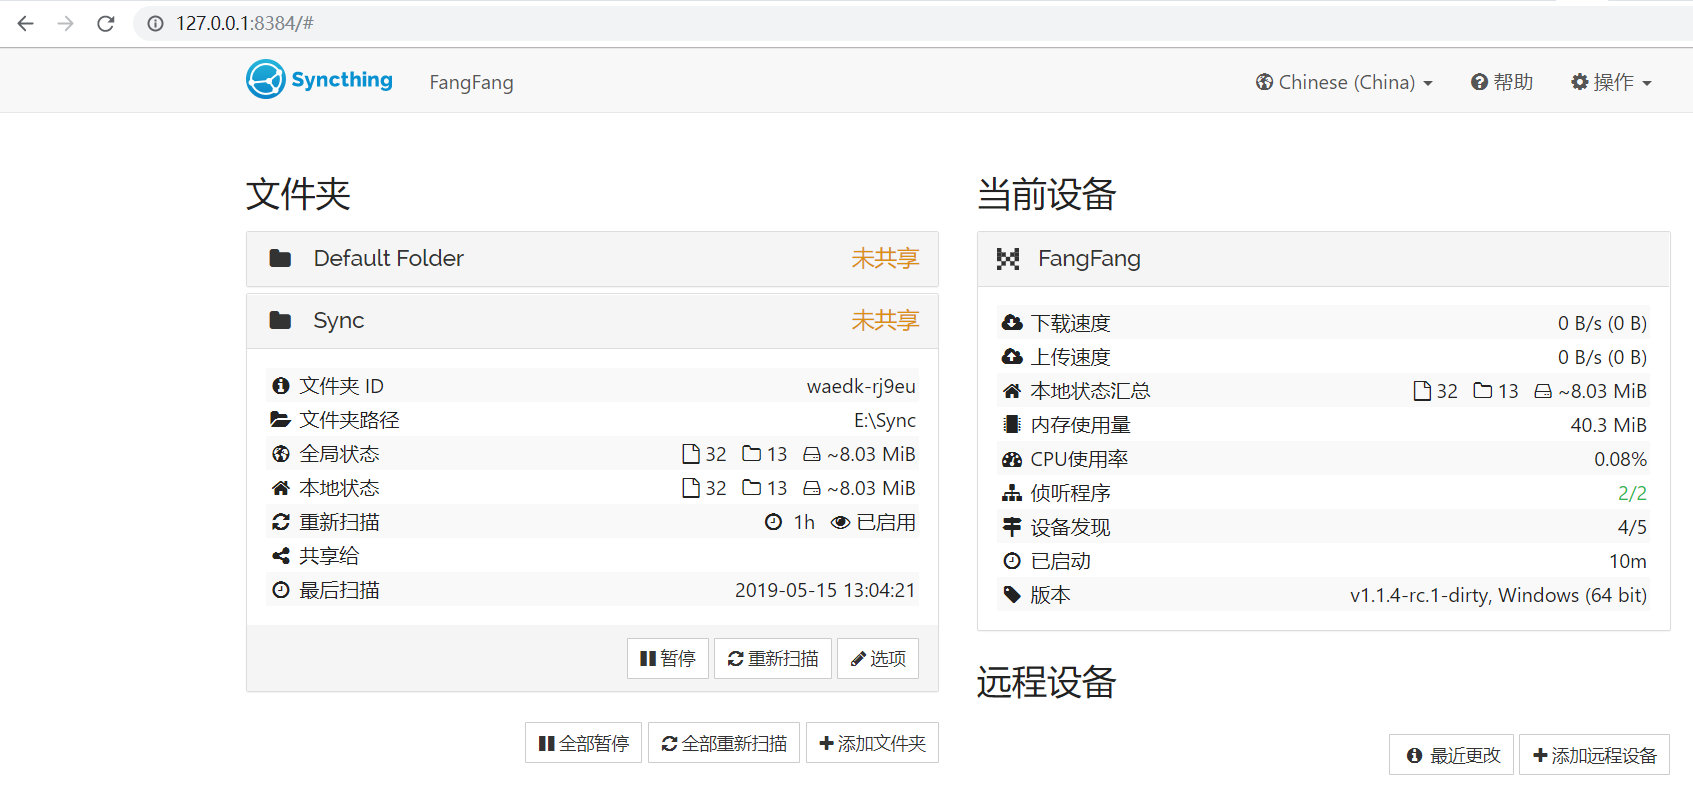 127.0.0.1:8384/#
Syncthing FangFang Chinese (China) 帮助 操作
文件夹
Default Folder 未共享
Sync 未共享
文件夹 ID waedk-rj9eu
文件夹路径 E:\Sync
全局状态 32 13 ~8.03 MiB
本地状态 32 13 ~8.03 MiB
重新扫描 1h 已启用
共享给
最后扫描 2019-05-15 13:04:21
暂停 重新扫描 选项
全部暂停 全部重新扫描 添加文件夹
当前设备
FangFang
下载速度 0 B/s (0 B)
上传速度 0 B/s (0 B)
本地状态汇总 32 13 ~8.03 MiB
内存使用量 40.3 MiB
CPU使用率 0.08%
侦听程序 2/2
设备发现 4/5
已启动 10m
版本 v1.1.4-rc.1-dirty, Windows (64 bit)
远程设备
最近更改 添加远程设备